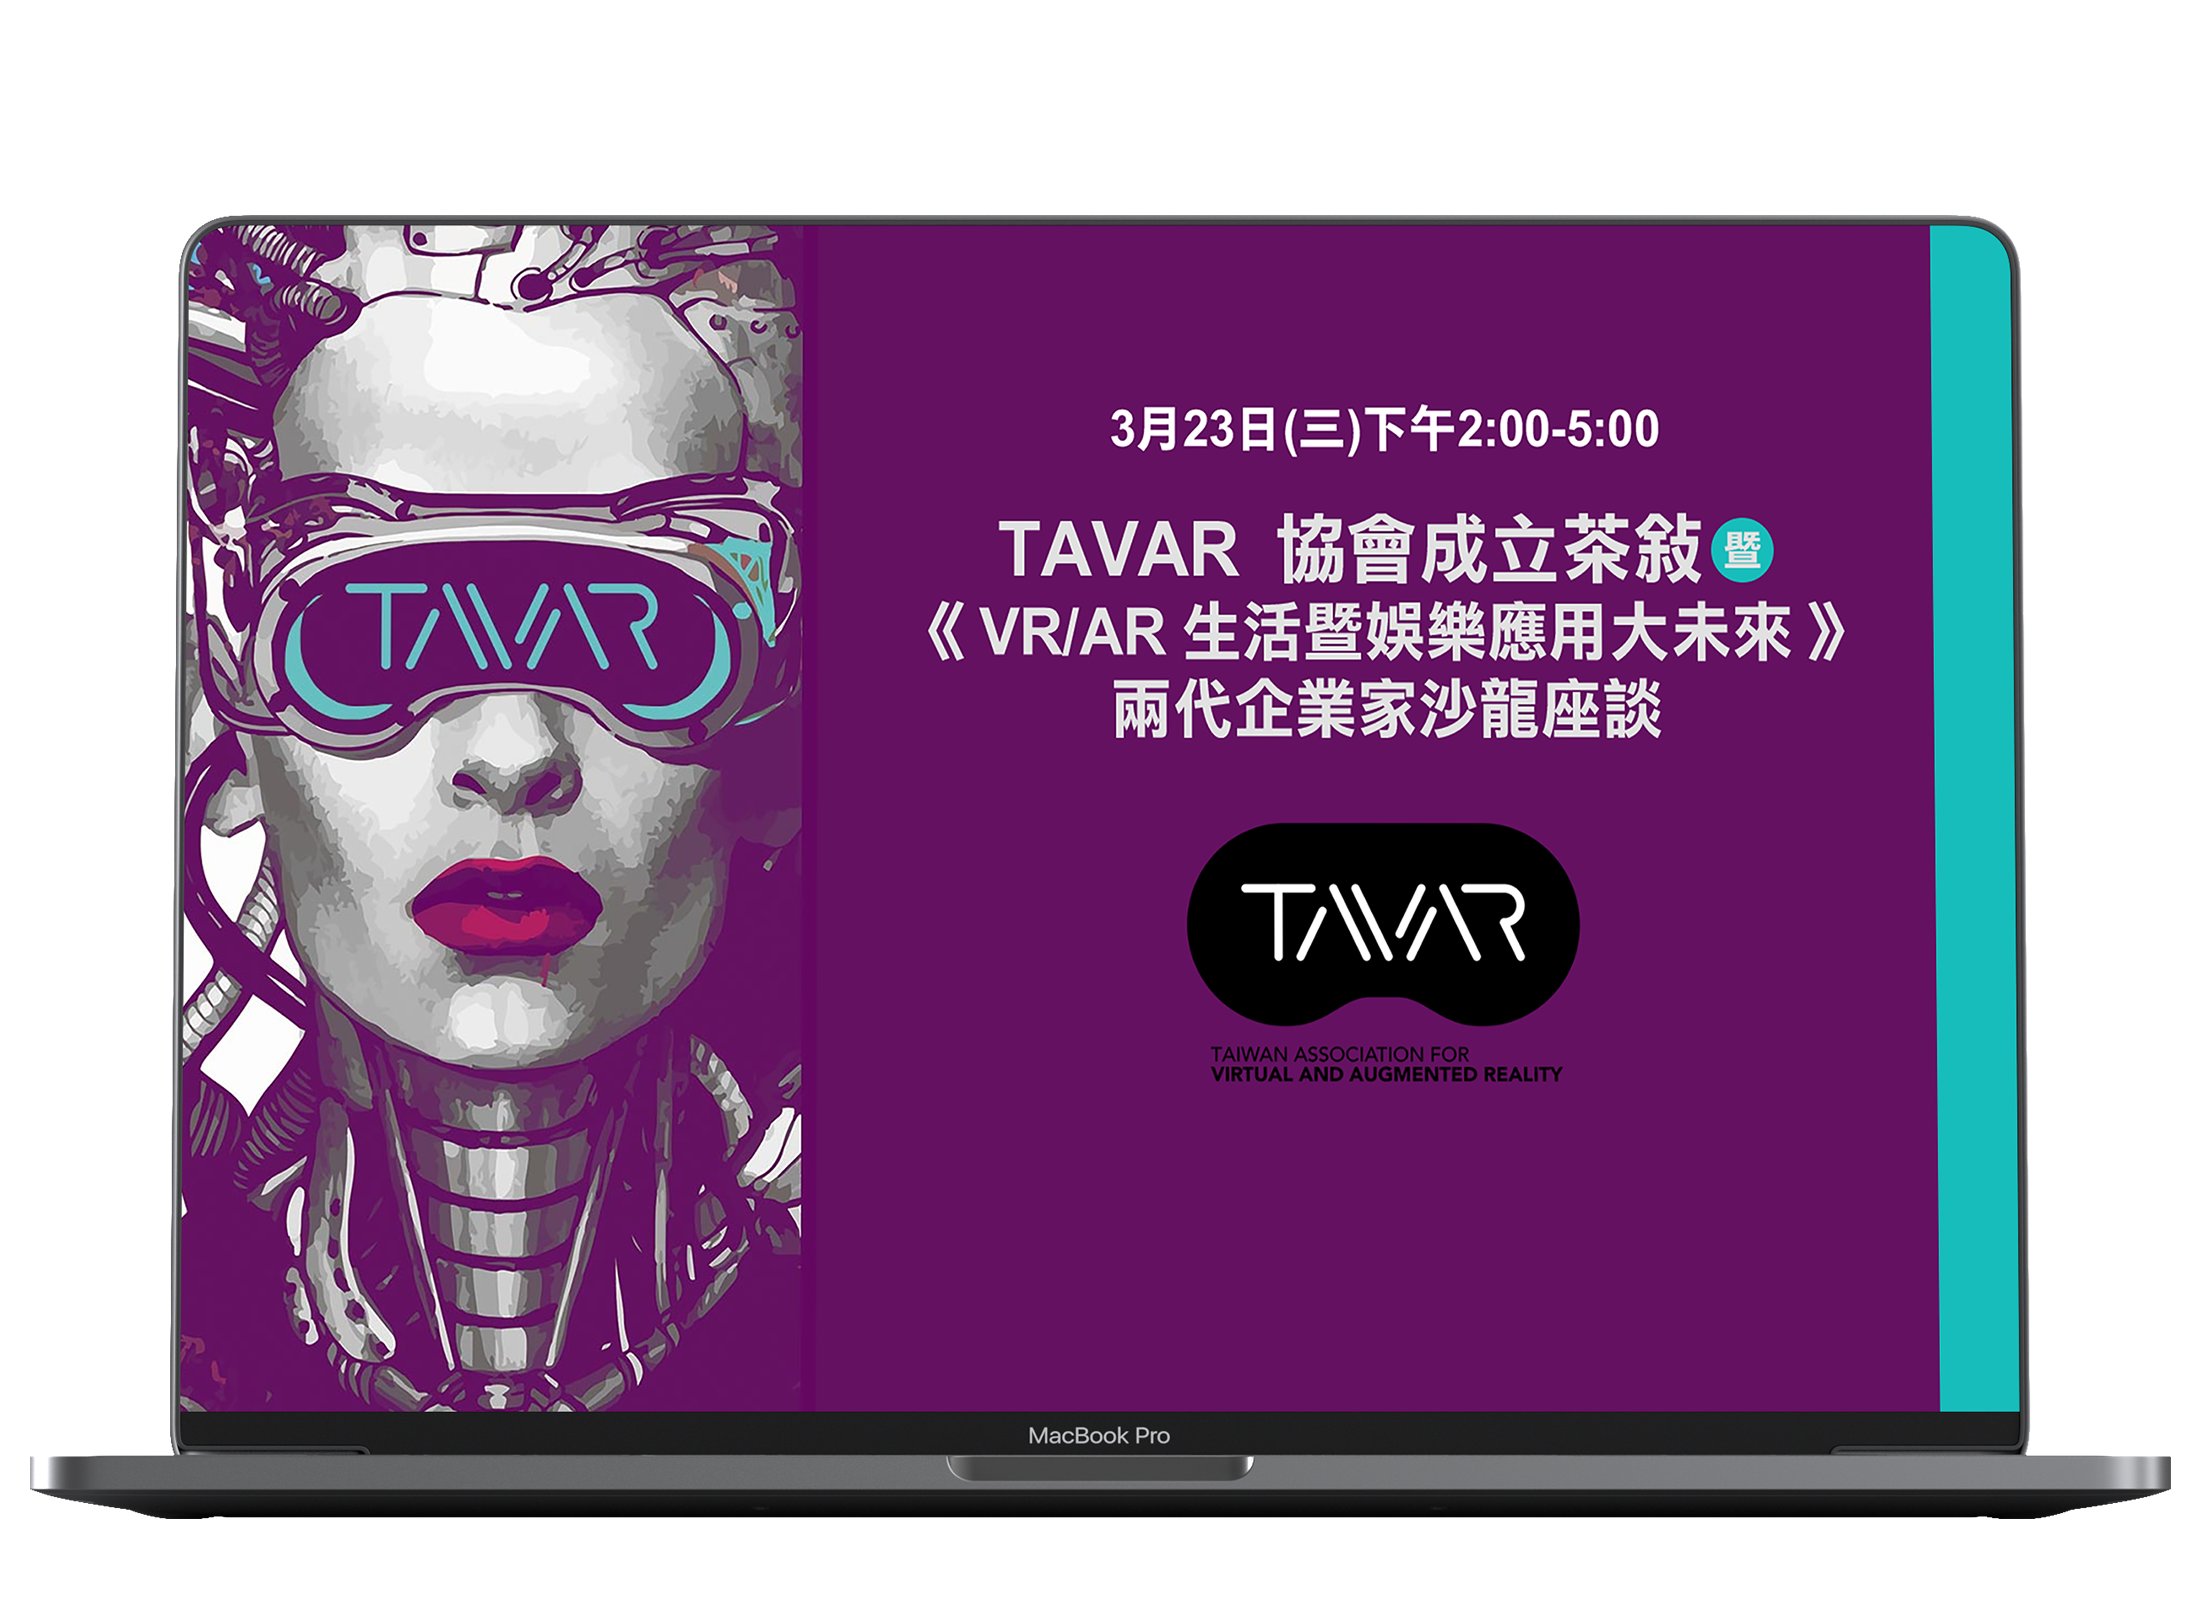 TAVAR
3月23日(三)下午2:00-5:00
TAVAR 協會成立茶敍暨
《 VR/AR 生活暨娛樂應用大未來 》
兩代企業家沙龍座談
TAVAR
TAIWAN ASSOCIATION FOR
VIRTUAL AND AUGMENTED REALITY
MacBook Pro